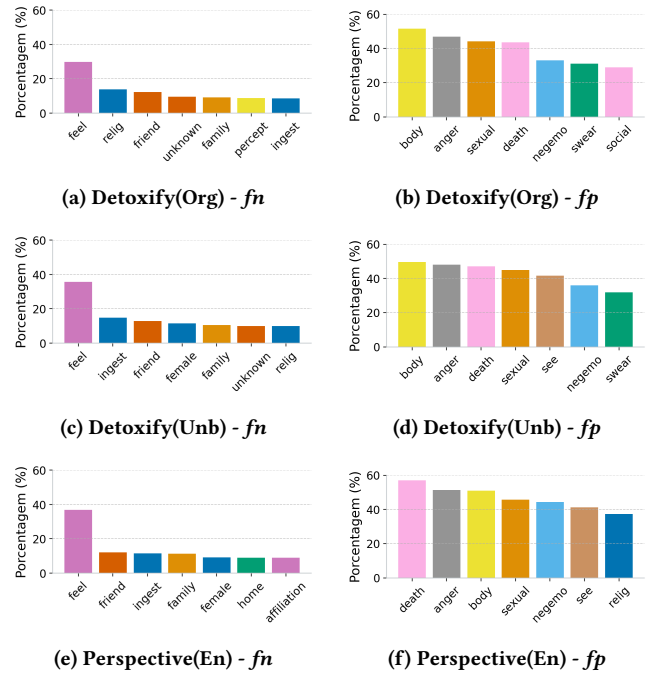 Porcentagem (%)
60
40
20
0
feel
relig
friend
unknown
family
percept
ingest
(a) Detoxify(Org) - fn
Porcentagem (%)
60
40
20
0
body
anger
sexual
death
negemo
swear
social
(b) Detoxify(Org) - fp
Porcentagem (%)
60
40
20
0
feel
ingest
friend
female
family
unknown
relig
(c) Detoxify(Unb) - fn
Porcentagem (%)
60
40
20
0
body
anger
death
sexual
see
negemo
swear
(d) Detoxify(Unb) - fp
Porcentagem (%)
60
40
20
0
feel
friend
ingest
family
female
home
affiliation
(e) Perspective(En) - fn
Porcentagem (%)
60
40
20
0
death
anger
body
sexual
negemo
see
relig
(f) Perspective(En) - fp